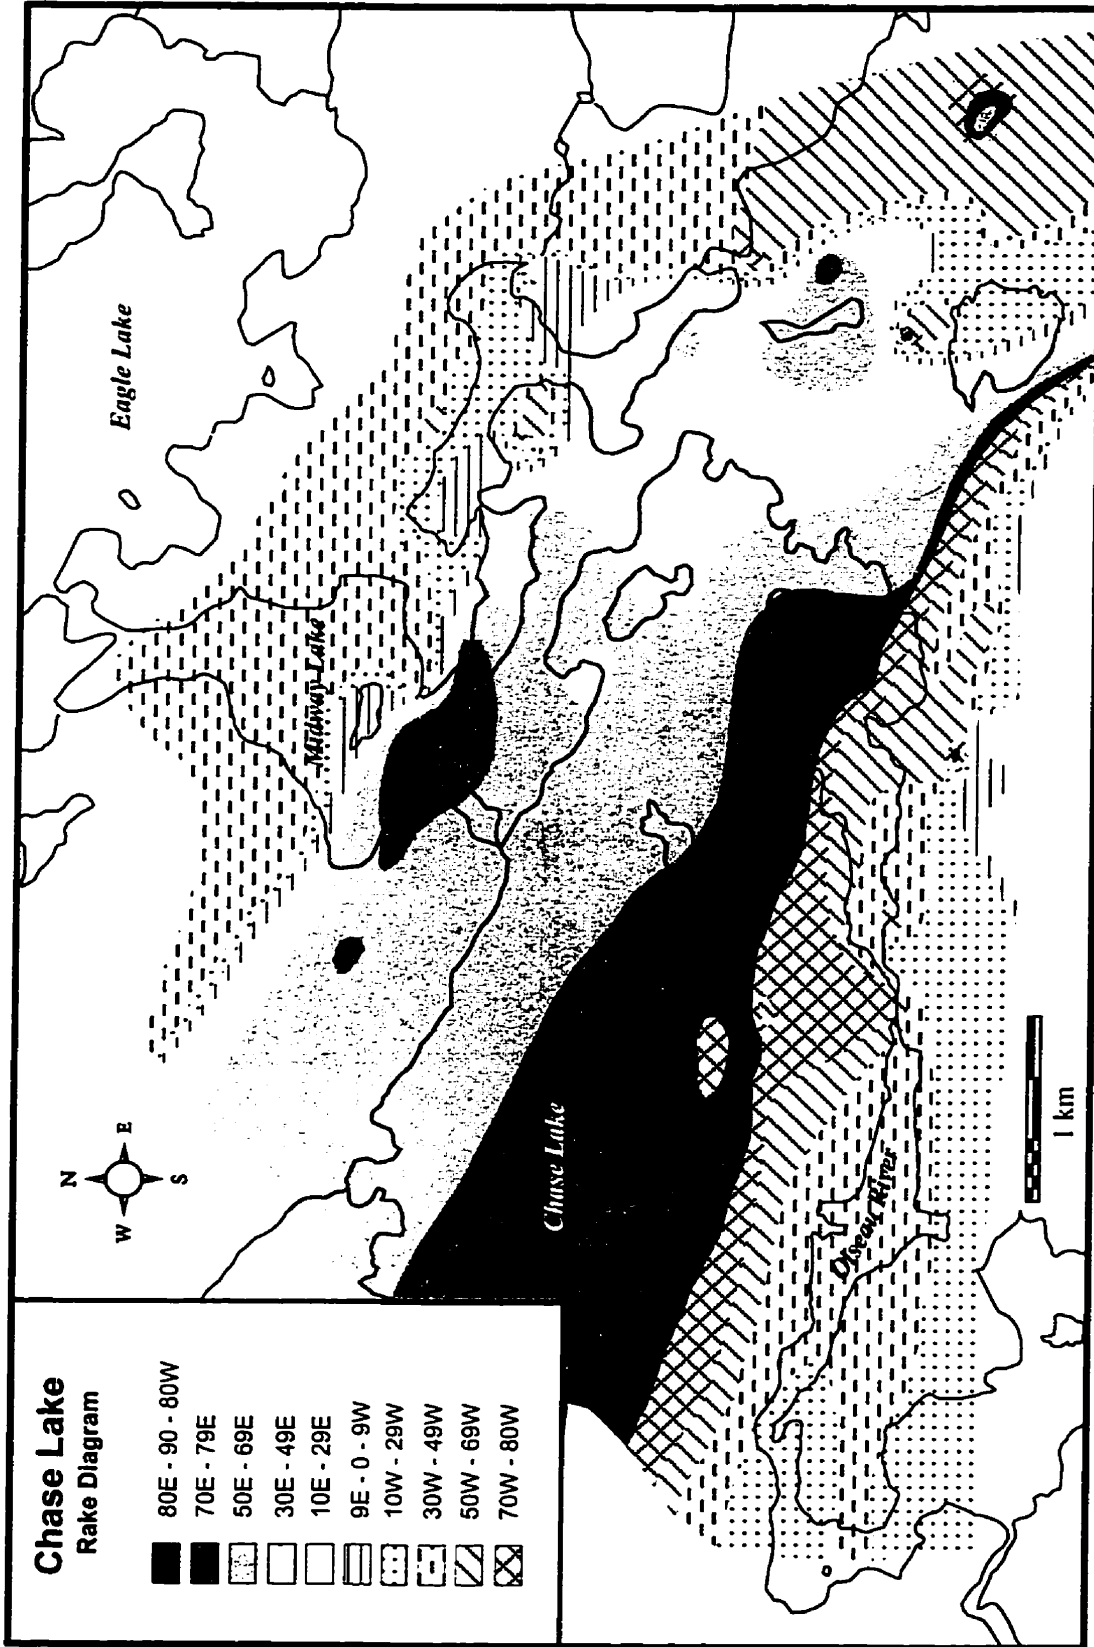 Chase Lake
Rake Diagram
80E - 90 - 80W
70E - 79E
50E - 69E
30E - 49E
10E - 29E
9E - 0 - 9W
10W - 29W
30W - 49W
50W - 69W
70W - 80W
N
W E
S
Eagle Lake
Midway Lake
Chase Lake
River
1 km